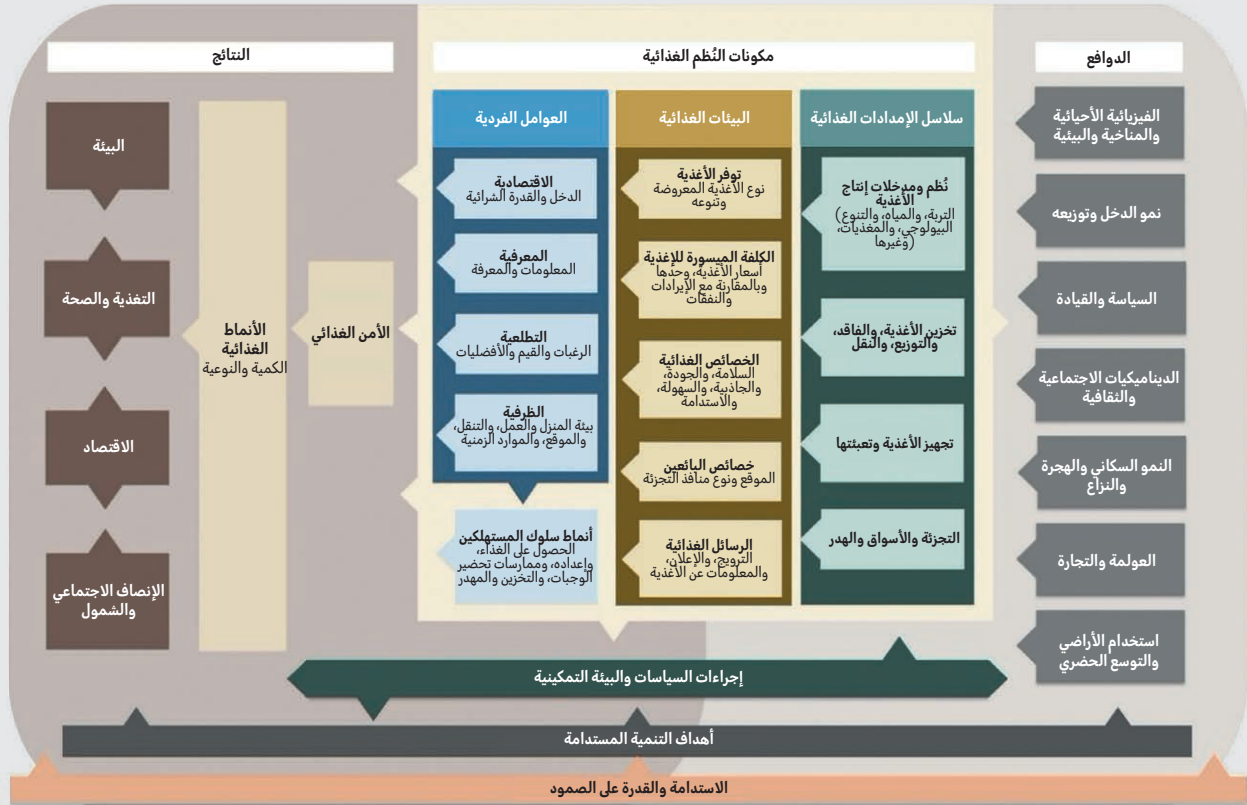 الدوافع
الفيزيائية الأحيائية
والمناخية والبيئية
نمو الدخل وتوزيعه
السياسة والقيادة
الديناميكيات الاجتماعية
والثقافية
النمو السكاني والهجرة
والنزاع
العولمة والتجارة
استخدام الأراضي
والتوسع الحضري
مكونات النُظم الغذائية
سلاسل الإمدادات الغذائية
نُظم ومدخلات إنتاج
الأغذية
التربة، والمياه، والتنوع)
البيولوجي، والمغذيات،
(وغيرها
تخزين الأغذية، والفاقد،
والتوزيع، والنقل
تجهيز الأغذية وتعبئتها
التجزئة والأسواق والهدر
البيئات الغذائية
توفر الأغذية
نوع الأغذية المعروضة
وتنوعه
الكلفة الميسورة للإغذية
أسعار الأغذية، وحدها
وبالمقارنة مع الإيرادات
والنفقات
الخصائص الغذائية
السلامة، والجودة،
والجاذبية، والسهولة،
والاستدامة
خصائص البائعين
الموقع ونوع منافذ التجزئة
الرسائل الغذائية
الترويج، والإعلان،
والمعلومات عن الأغذية
العوامل الفردية
الاقتصادية
الدخل والقدرة الشرائية
المعرفية
المعلومات والمعرفة
التطلعية
الرغبات والقيم والأفضليات
الظرفية
بيئة المنزل والعمل، والتنقل،
والموقع، والموارد الزمنية
أنماط سلوك المستهلكين
الحصول على الغذاء،
وإعداده، وممارسات تحضير
الوجبات، والتخزين والمهدر
النتائج
الأمن الغذائي
الأنماط
الغذائية
الكمية والنوعية
البيئة
التغذية والصحة
الاقتصاد
الإنصاف الاجتماعي
والشمول
إجراءات السياسات والبيئة التمكينية
أهداف التنمية المستدامة
الاستدامة والقدرة على الصمود